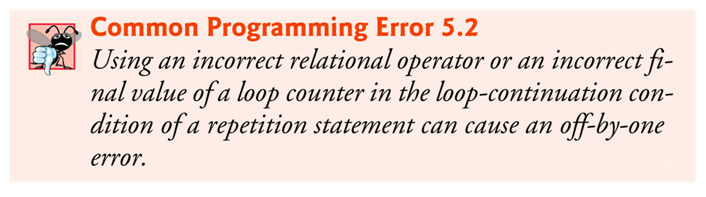 Common Programming Error 5.2
Using an incorrect relational operator or an incorrect fi-
nal value of a loop counter in the loop-continuation con-
dition of a repetition statement can cause an off-by-one
error.